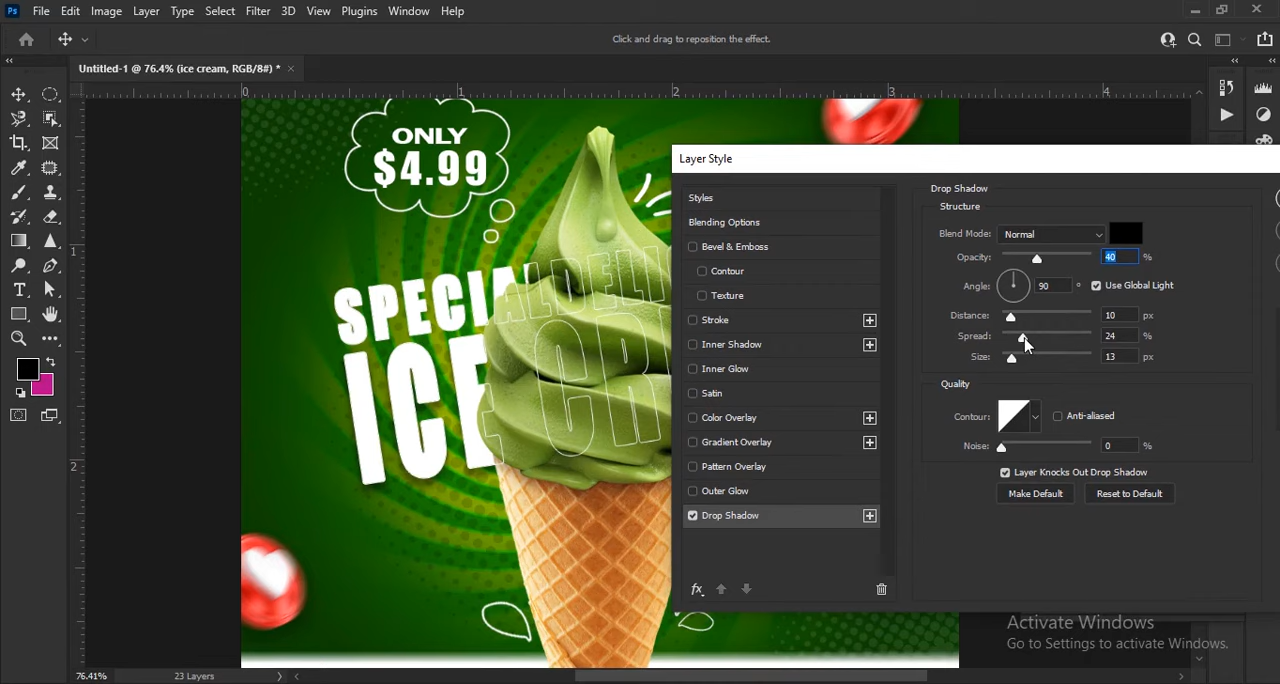 Ps File Edit Image Layer Type Select Filter 3D View Plugins Window Help
Click and drag to reposition the effect.
Untitled-1 @ 76.4% (ice cream, RGB/8#) *
0 1 2 3 4
1
2
ONLY
$4.99
SPECIAL DEL
ICE CR
Layer Style
Styles
Blending Options
Bevel & Emboss
Contour
Texture
Stroke
Inner Shadow
Inner Glow
Satin
Color Overlay
Gradient Overlay
Pattern Overlay
Outer Glow
Drop Shadow
fx
Drop Shadow
Structure
Blend Mode: Normal
Opacity: 40 %
Angle: 90 °
Use Global Light
Distance: 10 px
Spread: 24 %
Size: 13 px
Quality
Contour:
Anti-aliased
Noise: 0 %
Layer Knocks Out Drop Shadow
Make Default Reset to Default
Activate Windows
Go to Settings to activate Windows.
76.41% 23 Layers